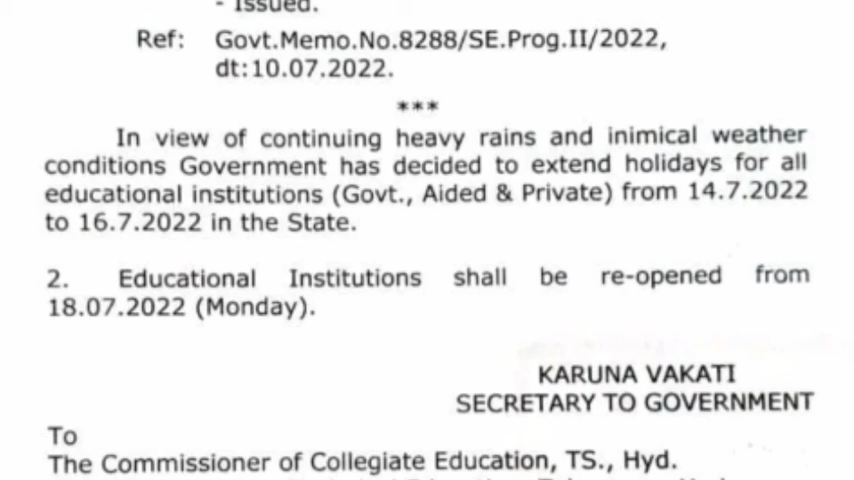 - Issued.
Ref: Govt.Memo.No.8288/SE.Prog.II/2022,
dt:10.07.2022.
***
In view of continuing heavy rains and inimical weather
conditions Government has decided to extend holidays for all
educational institutions (Govt., Aided & Private) from 14.7.2022
to 16.7.2022 in the State.
2. Educational Institutions shall be re-opened from
18.07.2022 (Monday).
KARUNA VAKATI
SECRETARY TO GOVERNMENT
To
The Commissioner of Collegiate Education, TS., Hyd.